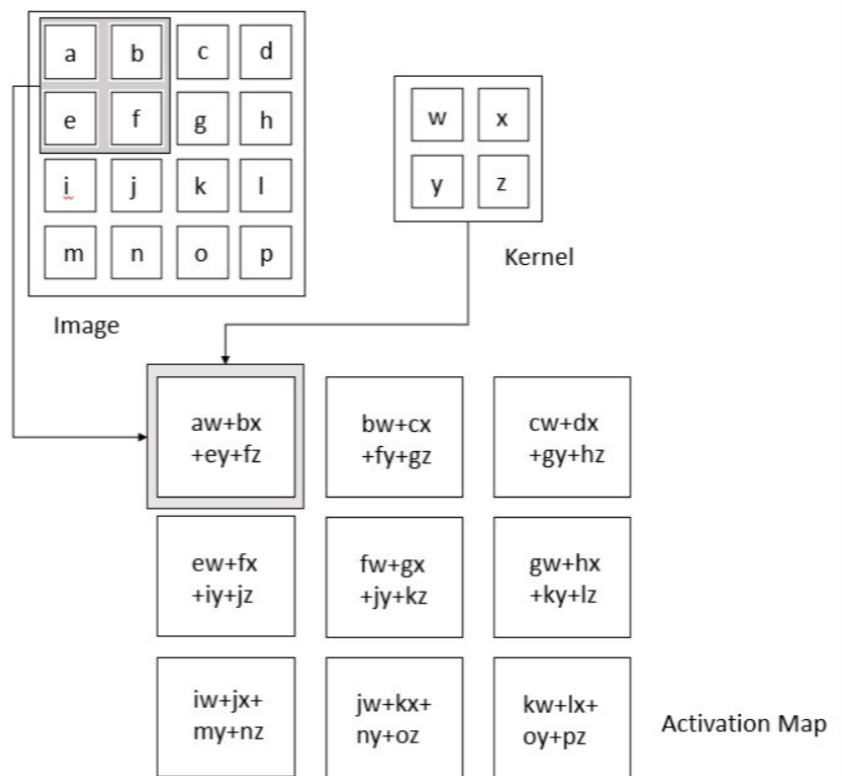 a b c d
e f g h
i j k l
m n o p
Image
w x
y z
Kernel
aw+bx
+ey+fz
bw+cx
+fy+gz
cw+dx
+gy+hz
ew+fx
+iy+jz
fw+gx
+jy+kz
gw+hx
+ky+lz
iw+jx+
my+nz
jw+kx+
ny+oz
kw+lx+
oy+pz
Activation Map